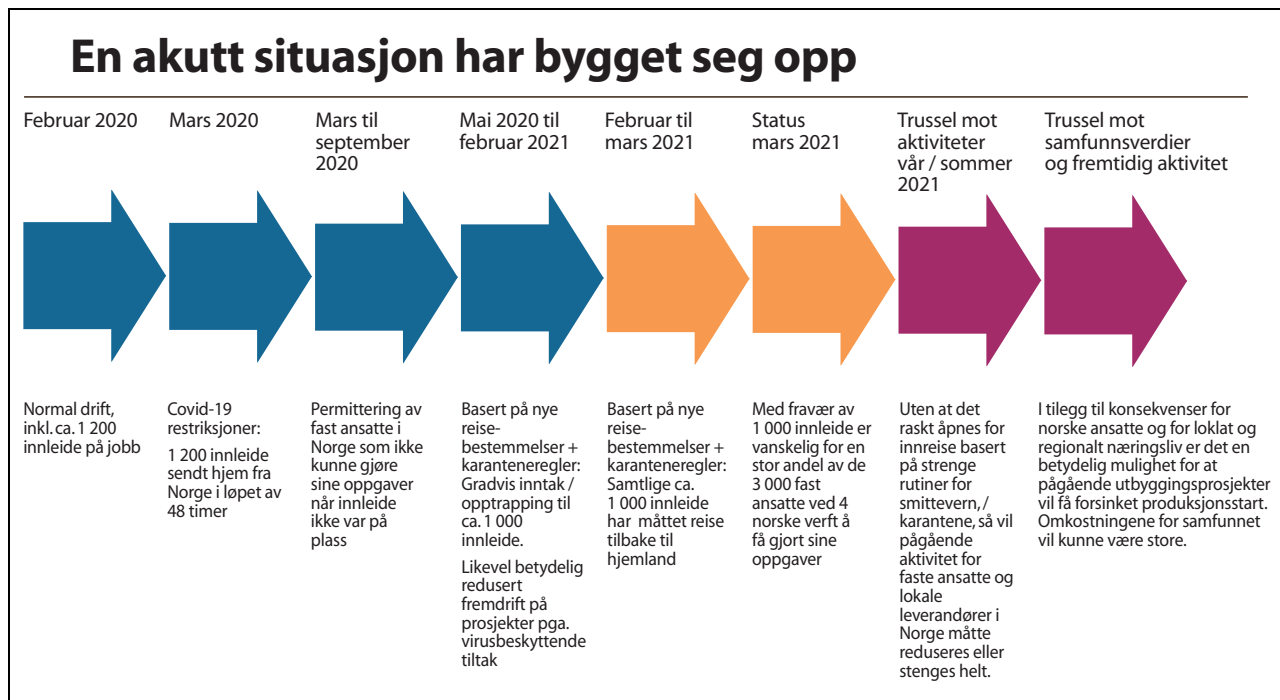 En akutt situasjon har bygget seg opp
Februar 2020
Mars 2020
Mars til
september
2020
Mai 2020 til
februar 2021
Februar til
mars 2021
Status
mars 2021
Trussel mot
aktiviteter
vår / sommer
2021
Trussel mot
samfunnsverdier
og fremtidig aktivitet
Normal drift,
inkl. ca. 1 200
innleide på jobb
Covid-19
restriksjoner:
1 200 innleide
sendt hjem fra
Norge i løpet av
48 timer
Permittering av
fast ansatte i
Norge som ikke
kunne gjøre
sine oppgaver
når innleide
ikke var på
plass
Basert på nye
reise-
bestemmelser +
karanteneregler:
Gradvis inntak /
opptrapping til
ca. 1 000
innleide.
Likevel betydelig
redusert
fremdrift på
prosjekter pga.
virusbeskyttende
tiltak
Basert på nye
reise-
bestemmelser +
karanteneregler:
Samtlige ca.
1 000 innleide
har måttet reise
tilbake til
hjemland
Med fravær av
1 000 innleide er
vanskelig for en
stor andel av de
3 000 fast
ansatte ved 4
norske verft å
få gjort sine
oppgaver
Uten at det
raskt åpnes for
innreise basert
på strenge
rutiner for
smittevern, /
karantene, så vil
pågående
aktivitet for
faste ansatte og
lokale
leverandører i
Norge måtte
reduseres eller
stenges helt.
I tilegg til konsekvenser for
norske ansatte og for loklat og
regionalt næringsliv er det en
betydelig mulighet for at
pågående utbyggingsprosjekter
vil få forsinket produksjonsstart.
Omkostningene for samfunnet
vil kunne være store.